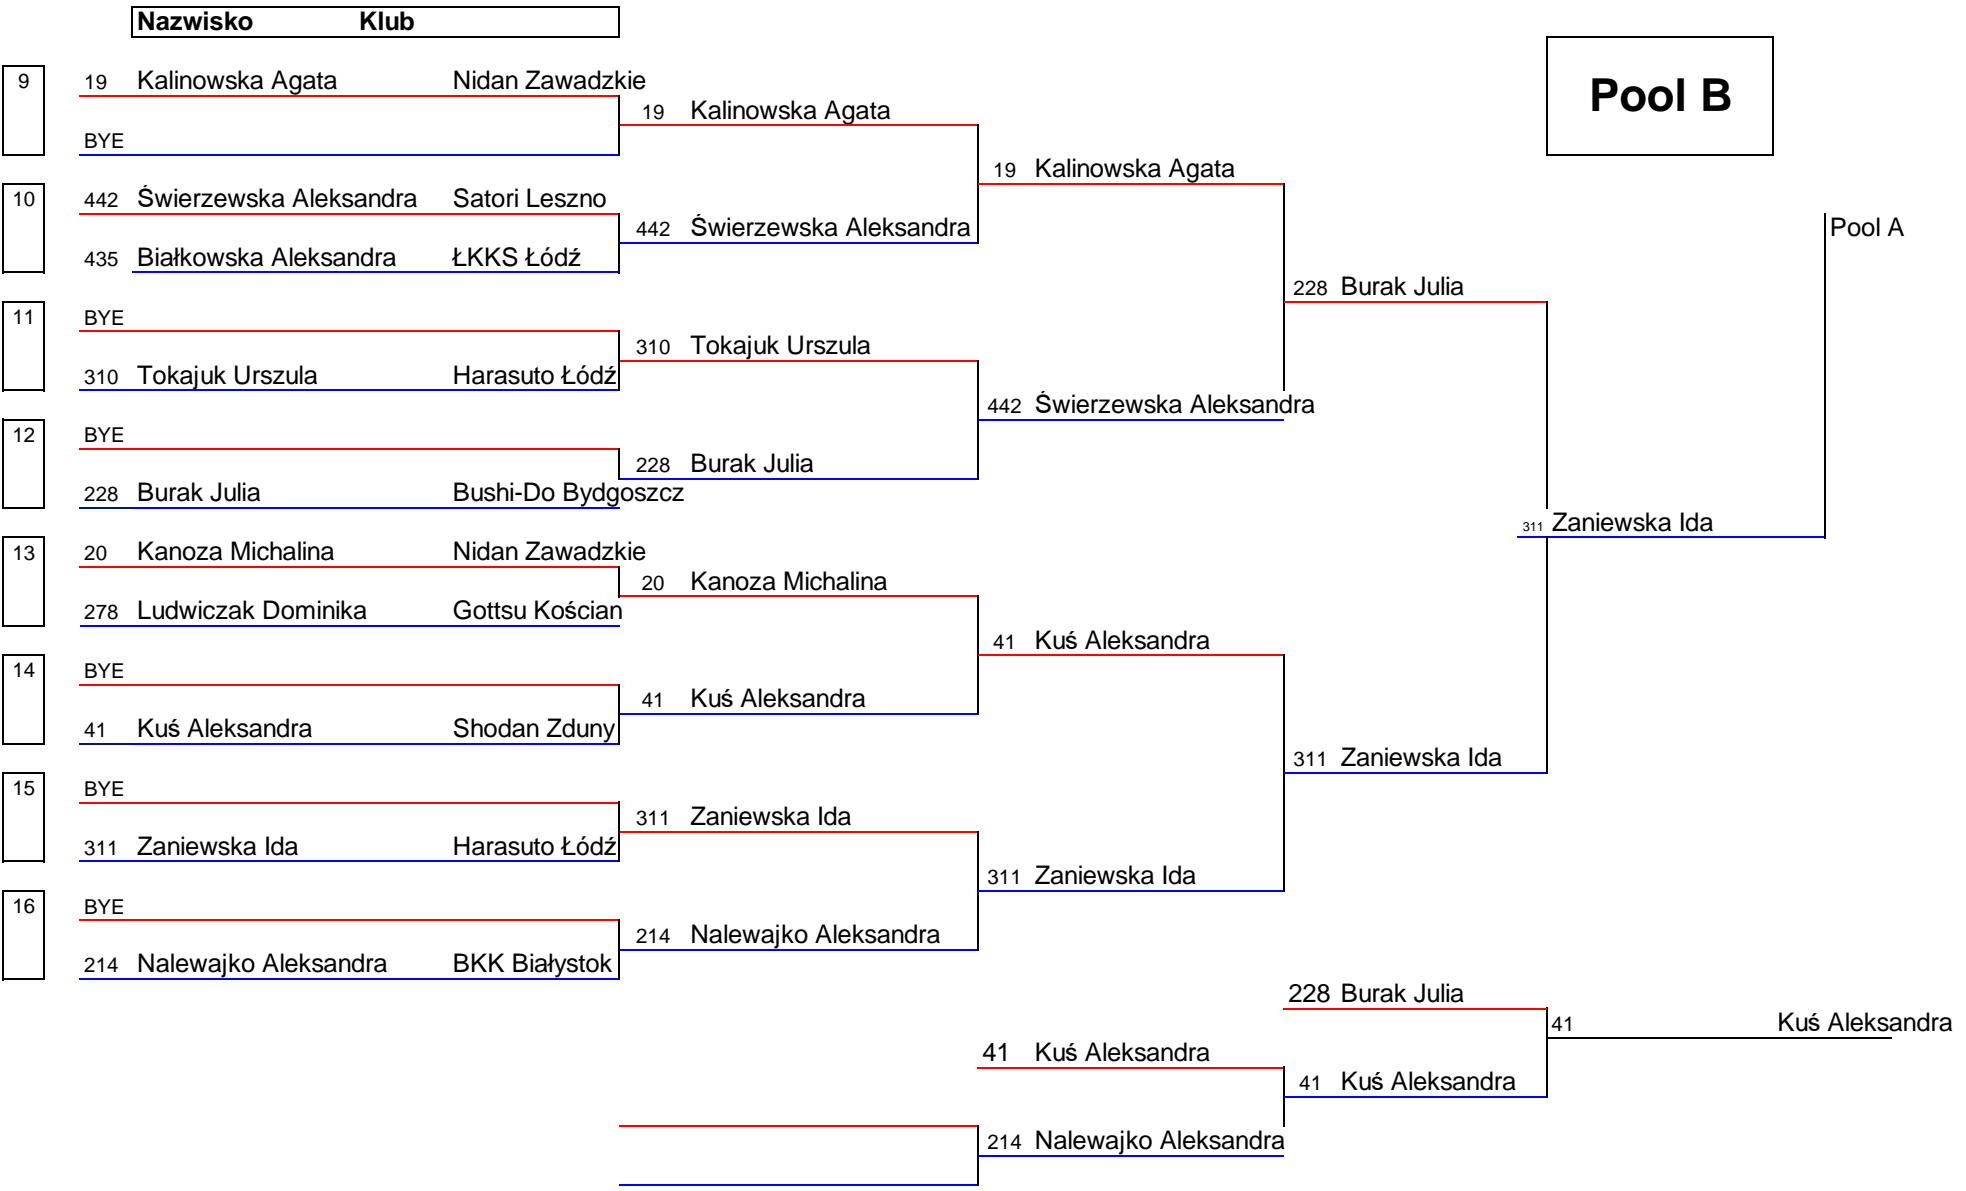 Nazwisko Klub
Pool B
9
19 Kalinowska Agata Nidan Zawadzkie
BYE
19 Kalinowska Agata
19 Kalinowska Agata
10
442 Świerzewska Aleksandra Satori Leszno
435 Białkowska Aleksandra ŁKKS Łódź
442 Świerzewska Aleksandra
Pool A
228 Burak Julia
11
BYE
310 Tokajuk Urszula Harasuto Łódź
310 Tokajuk Urszula
442 Świerzewska Aleksandra
12
BYE
228 Burak Julia Bushi-Do Bydgoszcz
228 Burak Julia
311 Zaniewska Ida
13
20 Kanoza Michalina Nidan Zawadzkie
278 Ludwiczak Dominika Gottsu Kościan
20 Kanoza Michalina
41 Kuś Aleksandra
14
BYE
41 Kuś Aleksandra Shodan Zduny
41 Kuś Aleksandra
311 Zaniewska Ida
15
BYE
311 Zaniewska Ida Harasuto Łódź
311 Zaniewska Ida
311 Zaniewska Ida
16
BYE
214 Nalewajko Aleksandra BKK Białystok
214 Nalewajko Aleksandra
228 Burak Julia
41 Kuś Aleksandra
41 Kuś Aleksandra
41 Kuś Aleksandra
214 Nalewajko Aleksandra